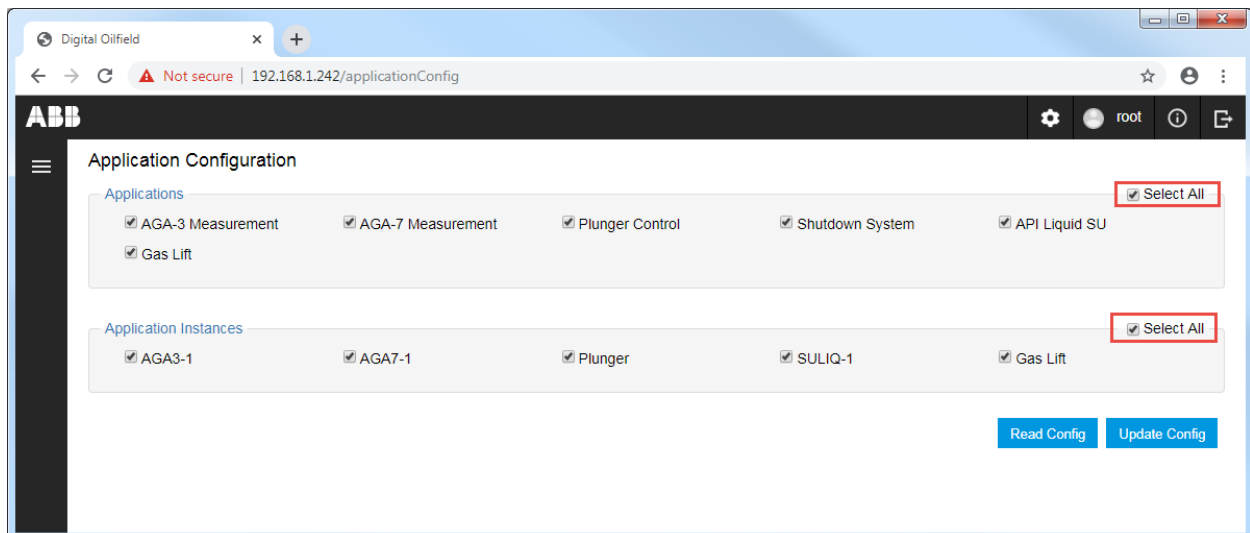 Digital Oilfield
Not secure | 192.168.1.242/applicationConfig
ABB
root
Application Configuration
Applications
Select All
AGA-3 Measurement AGA-7 Measurement Plunger Control Shutdown System API Liquid SU
Gas Lift
Application Instances
Select All
AGA3-1 AGA7-1 Plunger SULIQ-1 Gas Lift
Read Config Update Config